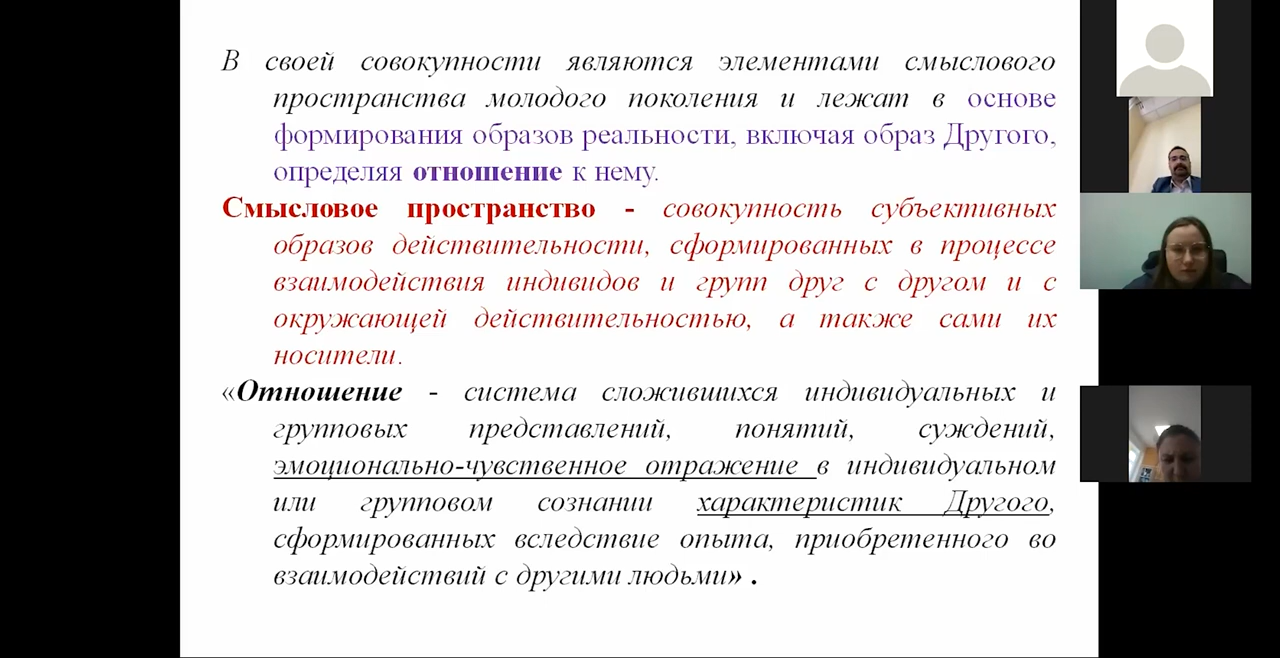 В своей совокупности являются элементами смыслового
пространства молодого поколения и лежат в основе
формирования образов реальности, включая образ Другого,
определяя отношение к нему.
Смысловое пространство - совокупность субъективных
образов действительности, сформированных в процессе
взаимодействия индивидов и групп друг с другом и с
окружающей действительностью, а также сами их
носители.
«Отношение - система сложившихся индивидуальных и
групповых представлений, понятий, суждений,
эмоционально-чувственное отражение в индивидуальном
или групповом сознании характеристик Другого,
сформированных вследствие опыта, приобретенного во
взаимодействий с другими людьми» .